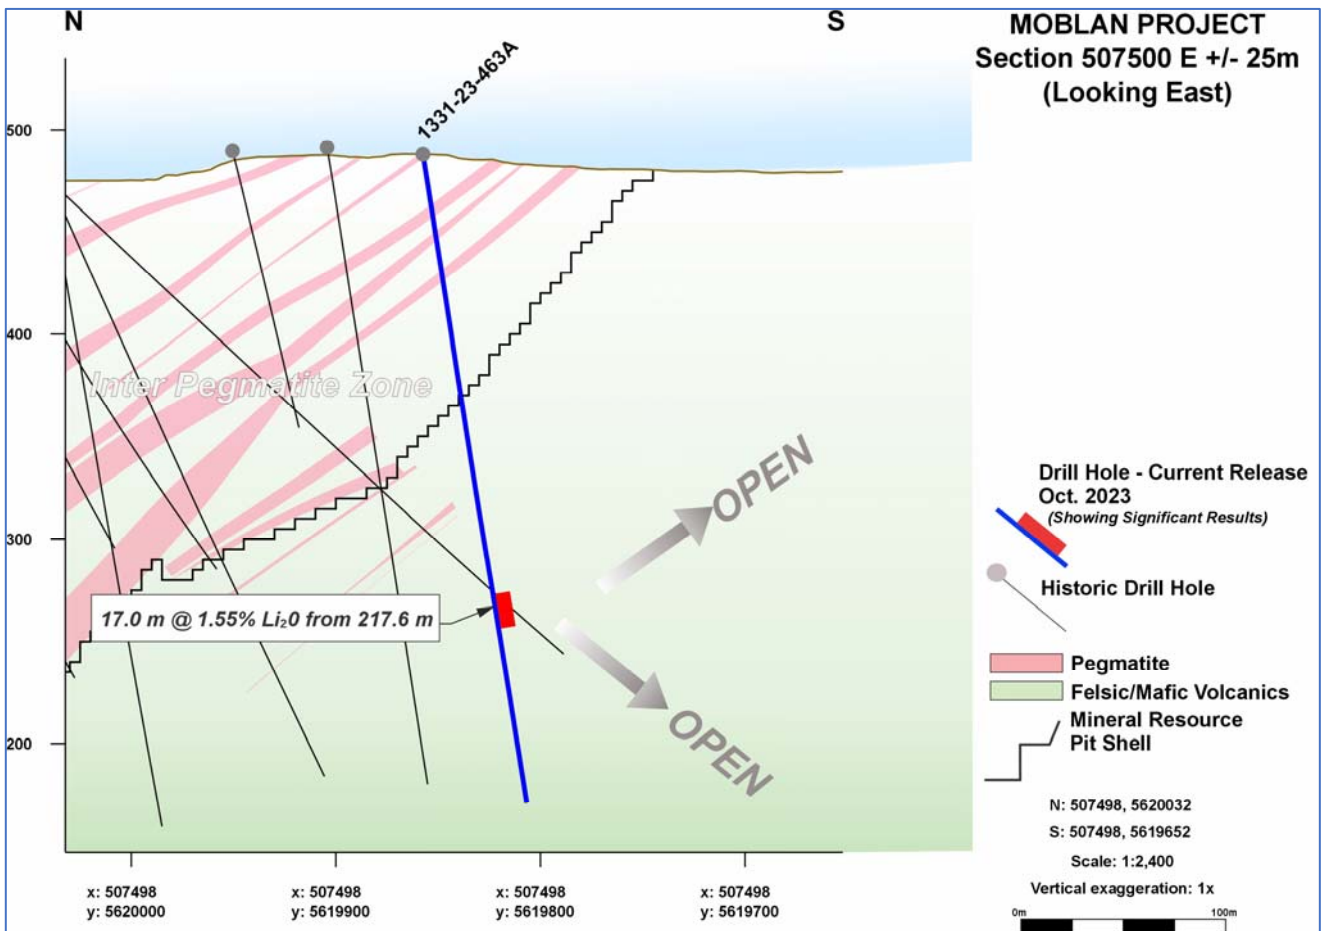 N
S
MOBLAN PROJECT
Section 507500 E +/- 25m
(Looking East)
1331-23-463A
500
400
300
200
Inter Pegmatite Zone
OPEN
OPEN
17.0 m @ 1.55% Li₂0 from 217.6 m
Drill Hole - Current Release
Oct. 2023
(Showing Significant Results)
Historic Drill Hole
Pegmatite
Felsic/Mafic Volcanics
Mineral Resource
Pit Shell
N: 507498, 5620032
S: 507498, 5619652
Scale: 1:2,400
Vertical exaggeration: 1x
0m
100m
x: 507498
y: 5620000
x: 507498
y: 5619900
x: 507498
y: 5619800
x: 507498
y: 5619700